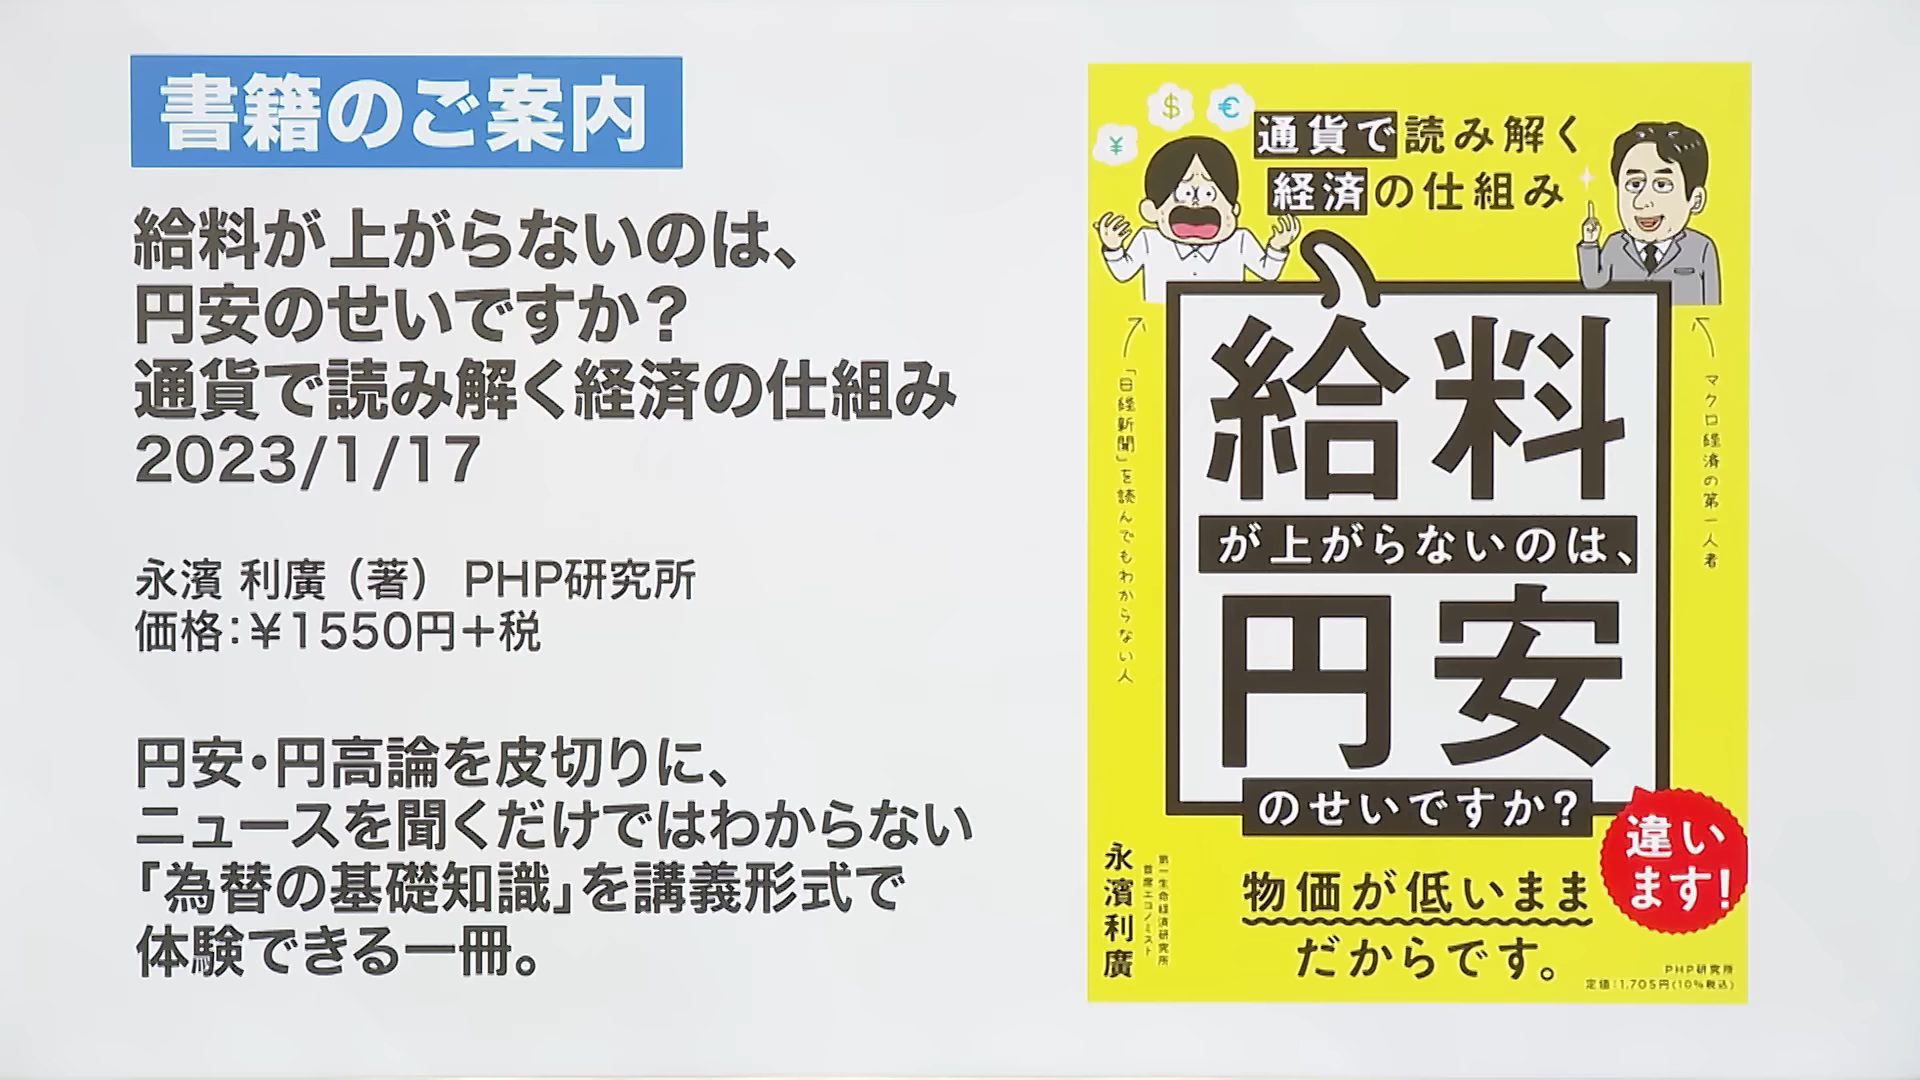 書籍のご案内
給料が上がらないのは、
円安のせいですか？
通貨で読み解く経済の仕組み
2023/1/17
永濱 利廣（著） PHP研究所
価格：￥1550円＋税
円安・円高論を皮切りに、
ニュースを聞くだけではわからない
「為替の基礎知識」を講義形式で
体験できる一冊。
¥
$
€
通貨で読み解く
経済の仕組み
「日経新聞」を読んでもわからない人
マクロ経済の第一人者
給料
が上がらないのは、
円安
のせいですか？
違い
ます！
物価が低いまま
だからです。
第一生命経済研究所
首席エコノミスト
永濱利廣
PHP研究所
定価：1,705円（10%税込）